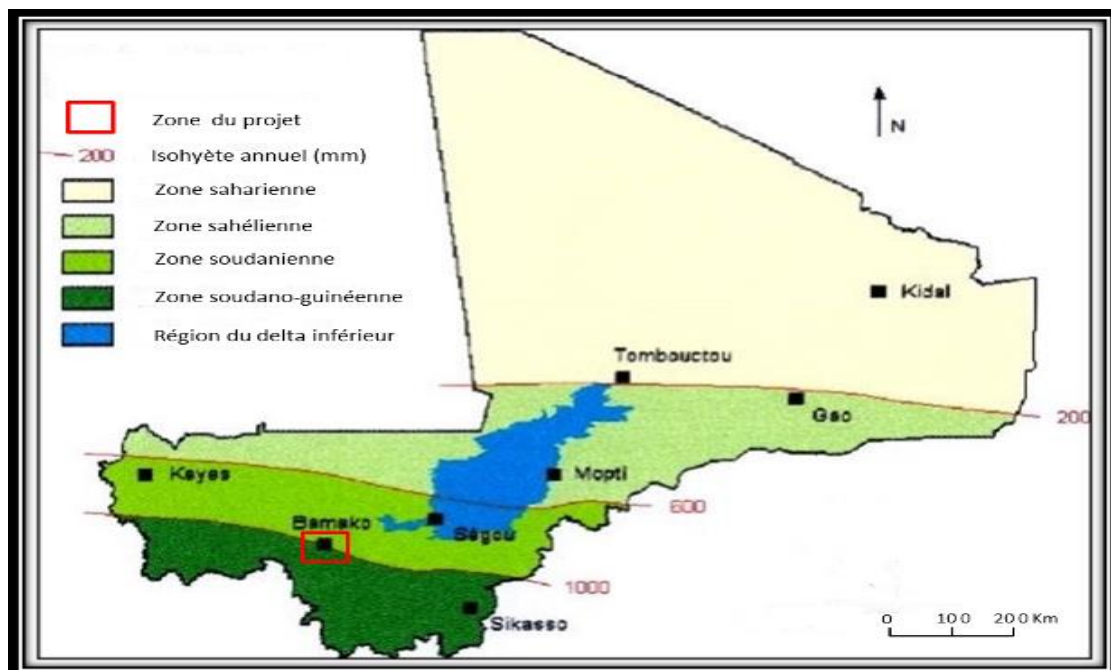 Zone du projet
200 Isohyète annuel (mm)
Zone saharienne
Zone sahélienne
Zone soudanienne
Zone soudano-guinéenne
Région du delta inférieur
N
Kidal
Tombouctou
Gao
200
Kayes
Mopti
600
Bamako
Ségou
1000
Sikasso
0 100 200 Km